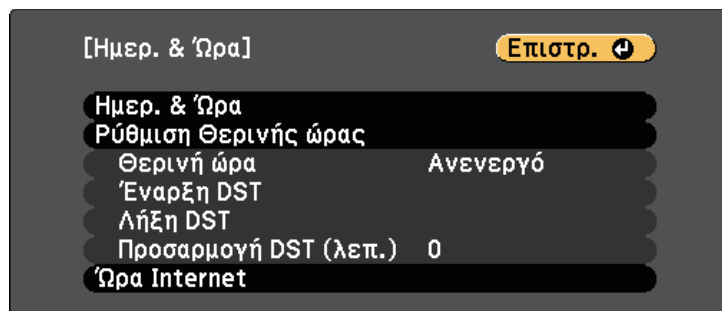 [Ημερ. & Ώρα] Επιστρ.
Ημερ. & Ώρα
Ρύθμιση Θερινής ώρας
Θερινή ώρα Ανενεργό
Έναρξη DST
Λήξη DST
Προσαρμογή DST (λεπ.) 0
Ώρα Internet